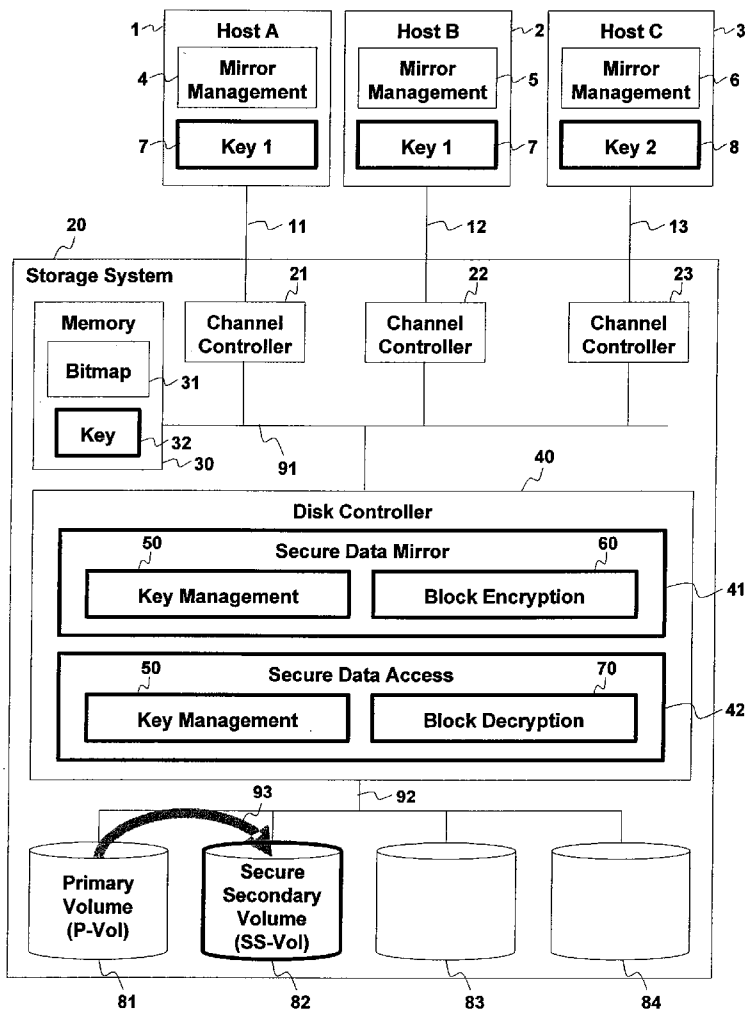 1
Host A
Host B
2
Host C
3
4
Mirror
Management
Mirror
Management
5
Mirror
Management
6
7
Key 1
Key 1
7
Key 2
8
11
12
13
20
Storage System
21
22
23
Memory
Channel
Controller
Channel
Controller
Channel
Controller
Bitmap
31
Key
32
30
91
40
Disk Controller
50
Secure Data Mirror
60
Key Management
Block Encryption
41
50
Secure Data Access
70
Key Management
Block Decryption
42
93
92
Primary
Volume
(P-Vol)
Secure
Secondary
Volume
(SS-Vol)
81
82
83
84